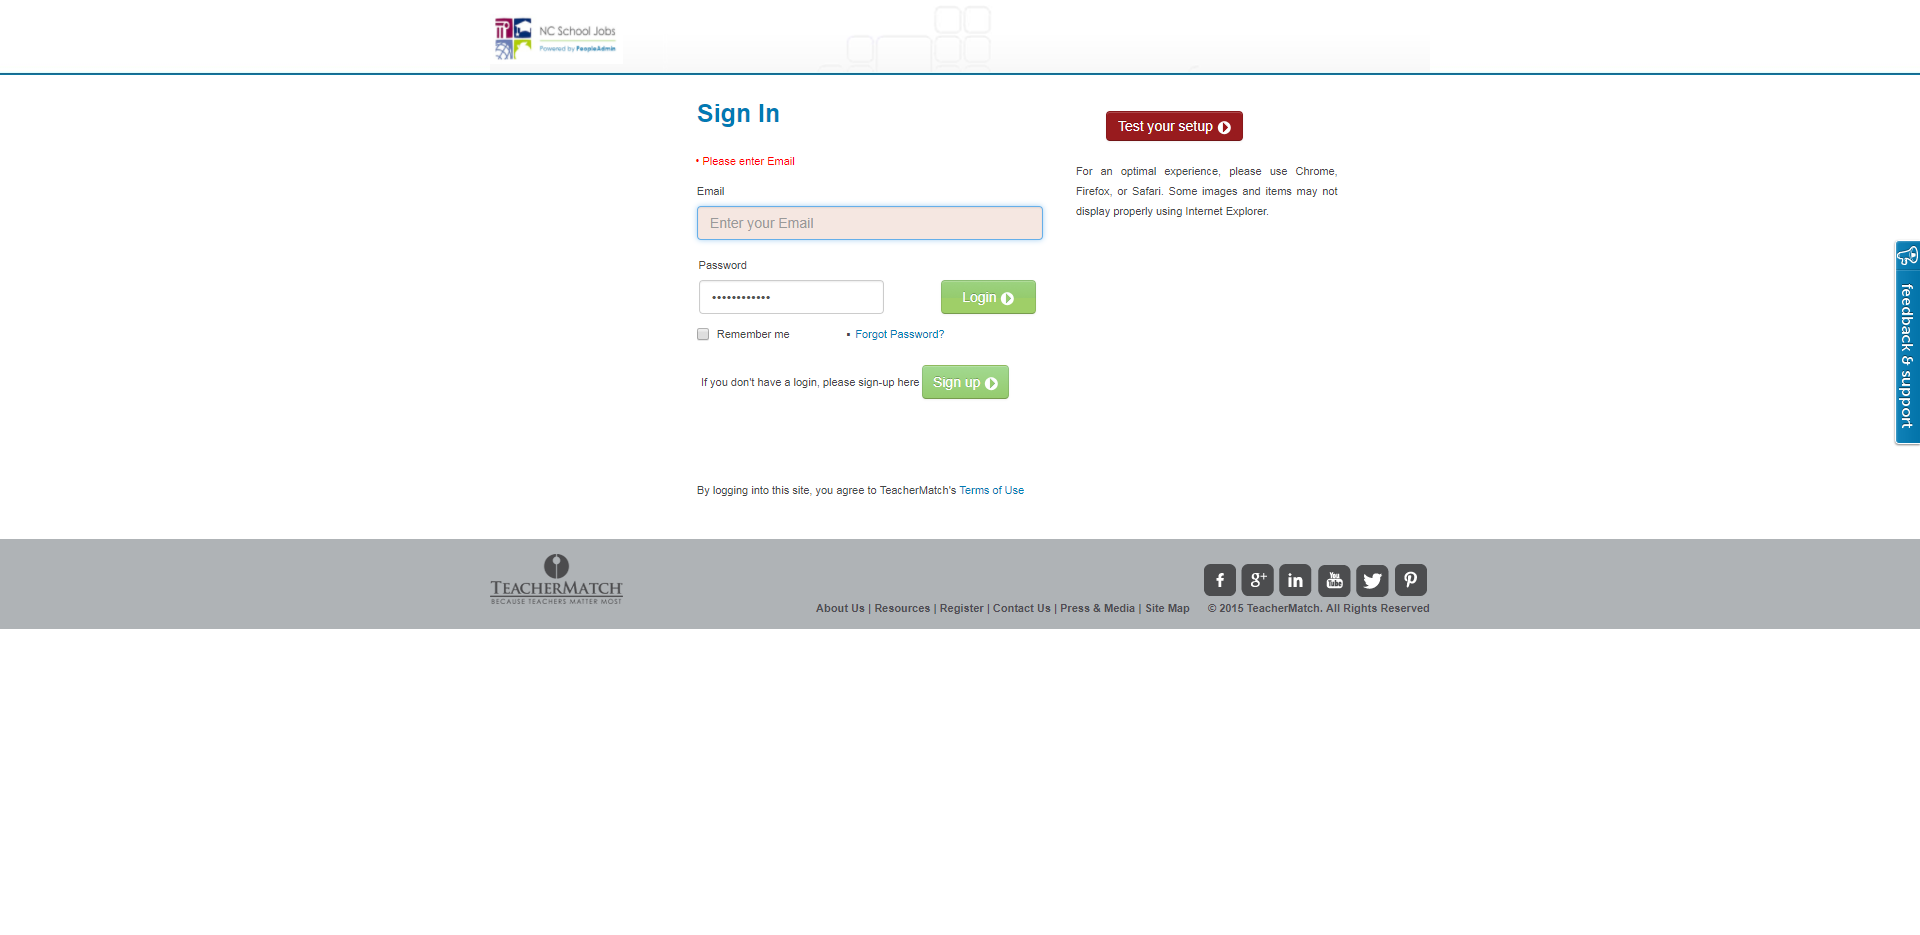 NC School Jobs
Powered by PeopleAdmin
Sign In
Test your setup
• Please enter Email
For an optimal experience, please use Chrome,
Firefox, or Safari. Some images and items may not
display properly using Internet Explorer.
Email
Enter your Email
Password
••••••••••••
Login
Remember me
▪ Forgot Password?
If you don't have a login, please sign-up here
Sign up
feedback & support
By logging into this site, you agree to TeacherMatch's Terms of Use
TEACHERMATCH
BECAUSE TEACHERS MATTER MOST
f
g+
in
You
Tube
About Us | Resources | Register | Contact Us | Press & Media | Site Map
© 2015 TeacherMatch. All Rights Reserved